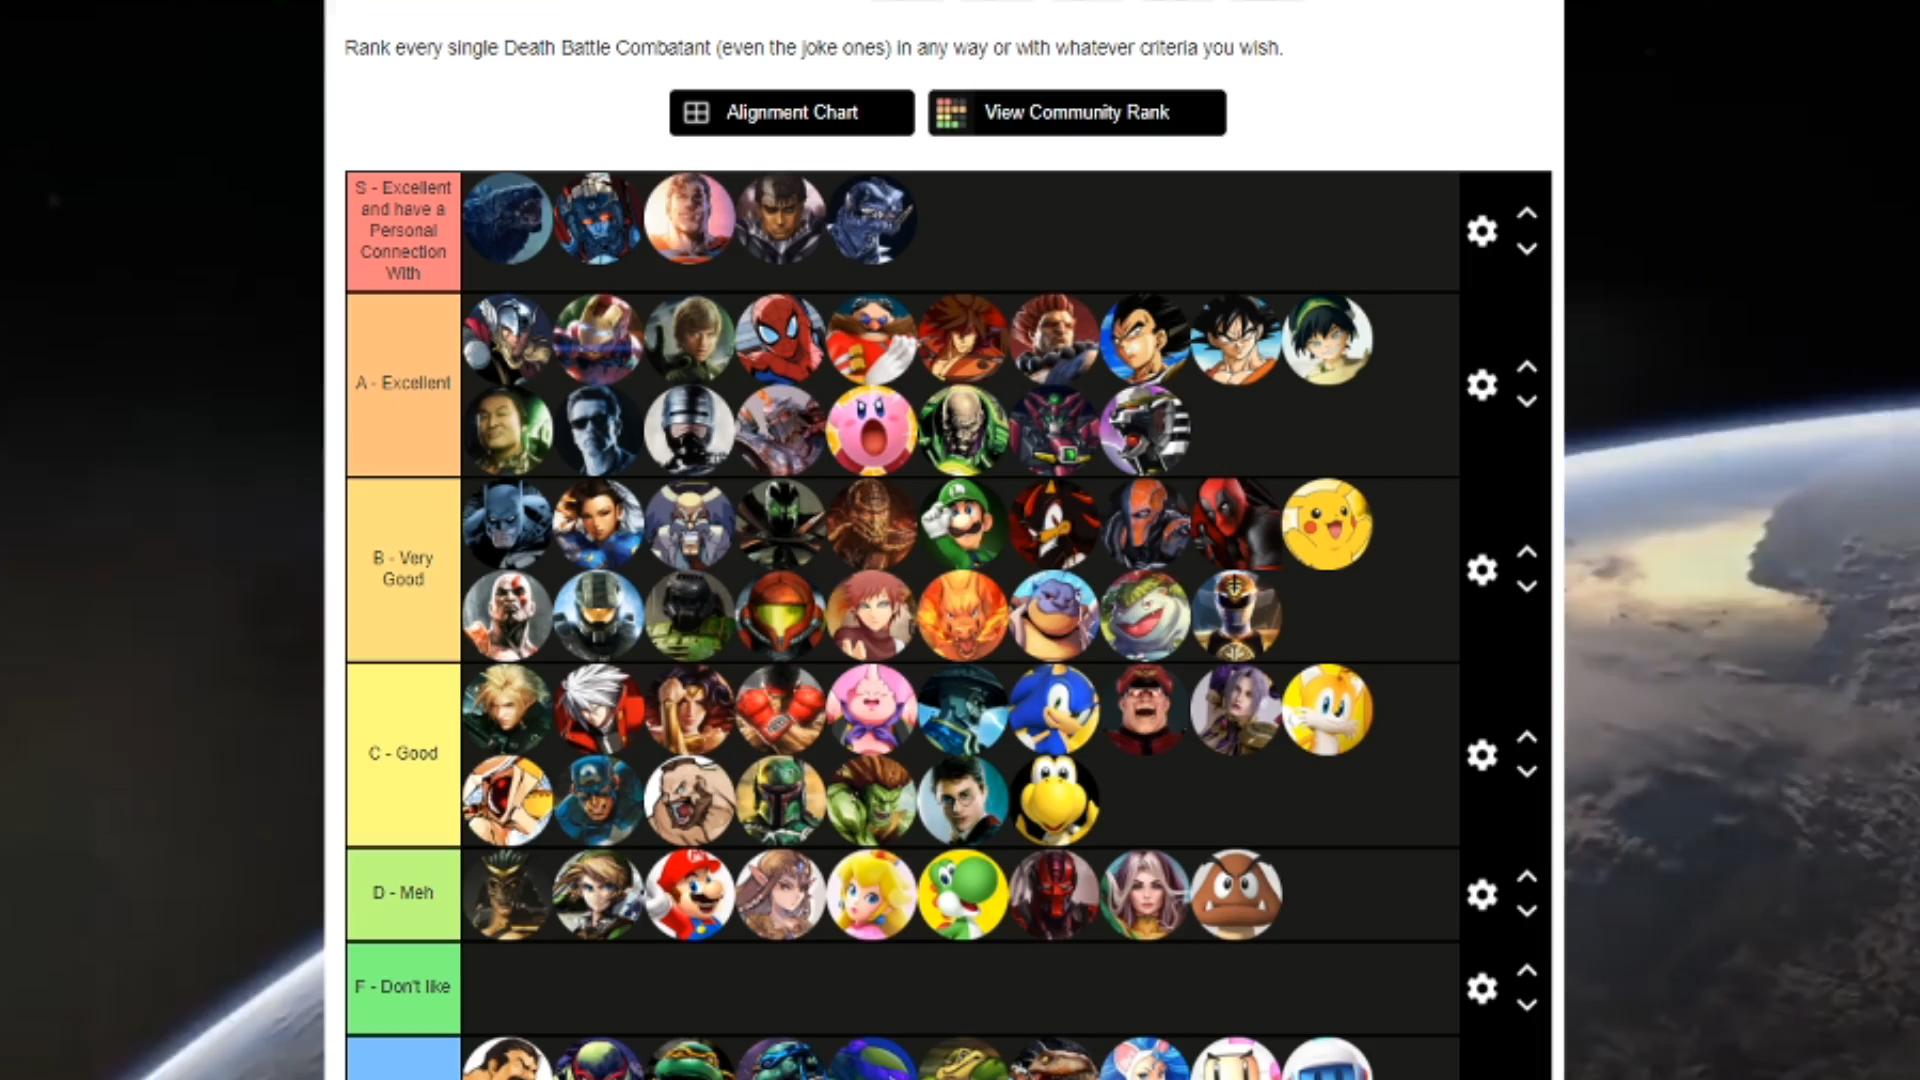 Rank every single Death Battle Combatant (even the joke ones) in any way or with whatever criteria you wish.
Alignment Chart
View Community Rank
S - Excellent
and have a
Personal
Connection
With
A - Excellent
B - Very
Good
C - Good
D - Meh
F - Don't like